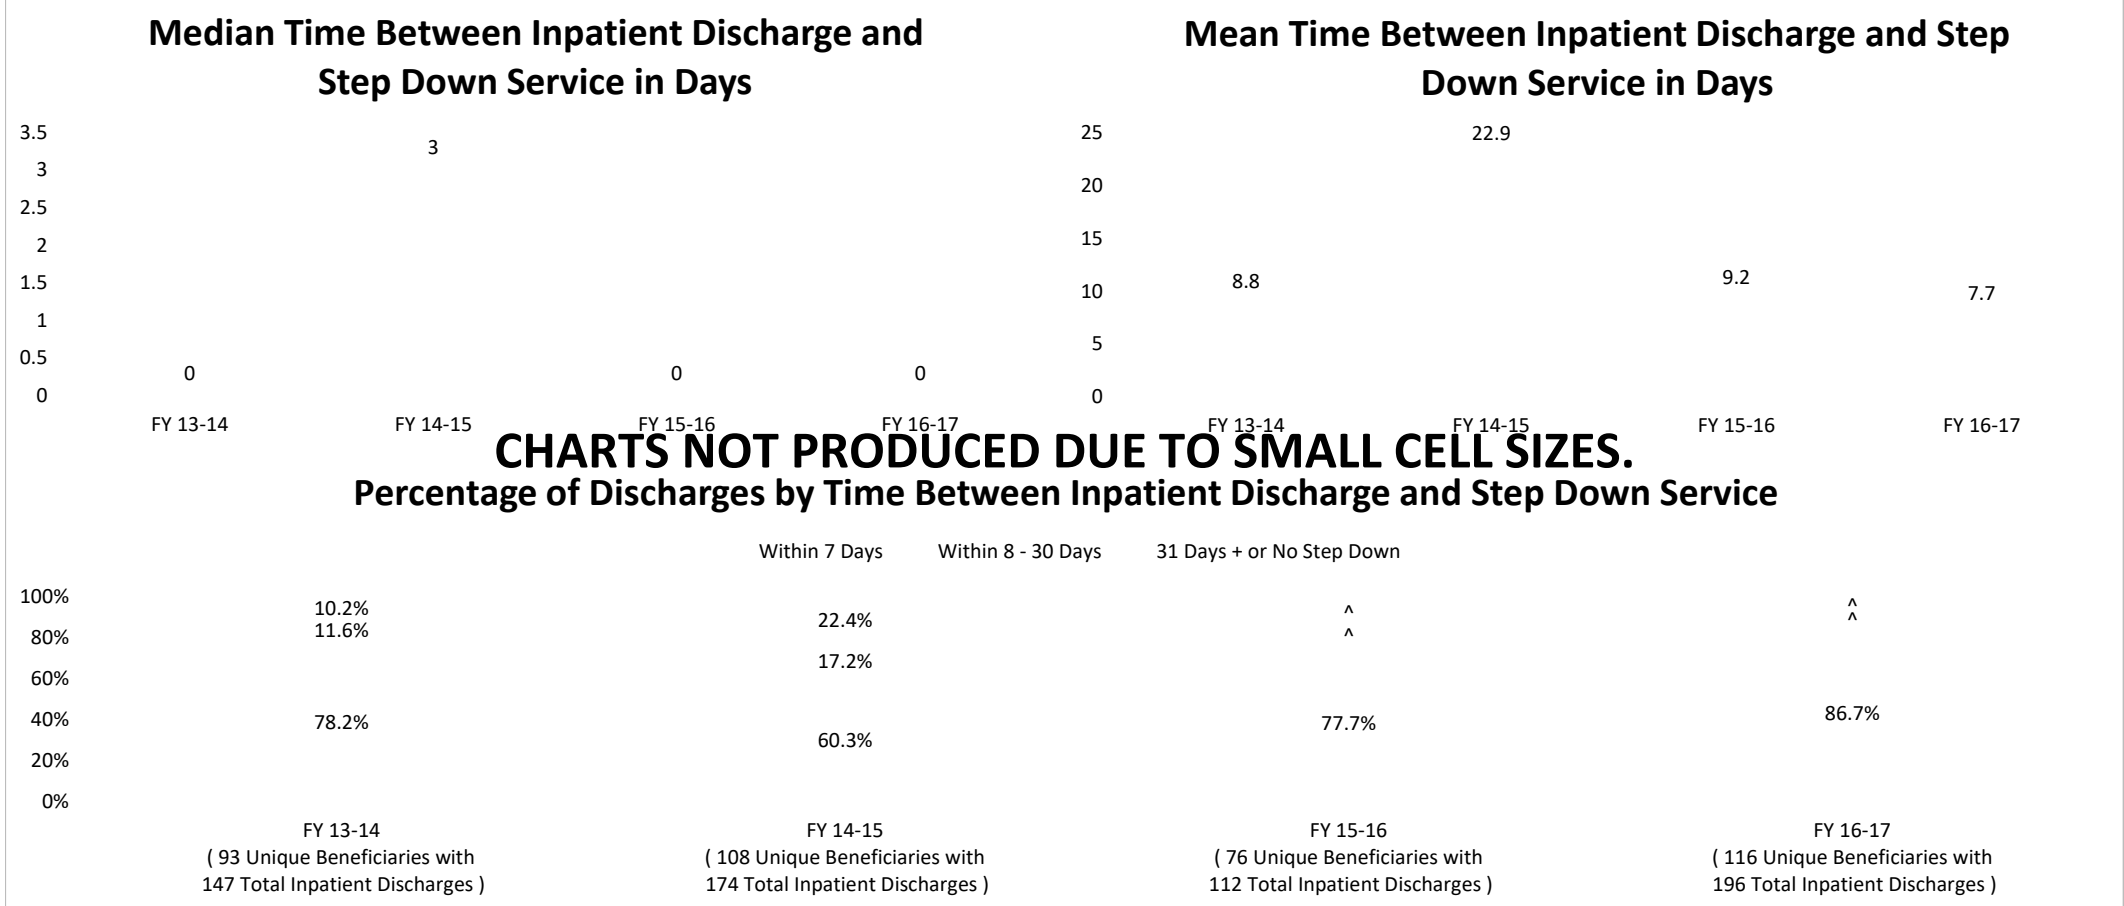 Median Time Between Inpatient Discharge and
Step Down Service in Days
3.5
3
3
2.5
2
1.5
1
0.5
0
0
0
0
FY 13-14
FY 14-15
FY 15-16
FY 16-17
Mean Time Between Inpatient Discharge and Step
Down Service in Days
25
22.9
20
15
8.8
9.2
10
7.7
5
0
FY 13-14
FY 14-15
FY 15-16
FY 16-17
CHARTS NOT PRODUCED DUE TO SMALL CELL SIZES.
Percentage of Discharges by Time Between Inpatient Discharge and Step Down Service
Within 7 Days
Within 8 - 30 Days
31 Days + or No Step Down
100%
80%
60%
40%
20%
0%
10.2%
11.6%
78.2%
22.4%
17.2%
60.3%
^
^
77.7%
^
^
86.7%
FY 13-14
( 93 Unique Beneficiaries with
147 Total Inpatient Discharges )
FY 14-15
( 108 Unique Beneficiaries with
174 Total Inpatient Discharges )
FY 15-16
( 76 Unique Beneficiaries with
112 Total Inpatient Discharges )
FY 16-17
( 116 Unique Beneficiaries with
196 Total Inpatient Discharges )